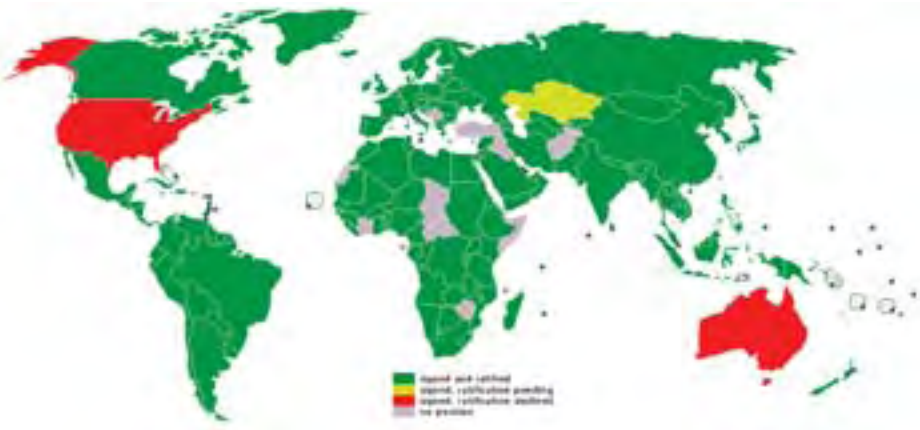 signed and ratified
signed, ratification pending
signed, ratification declined
no position